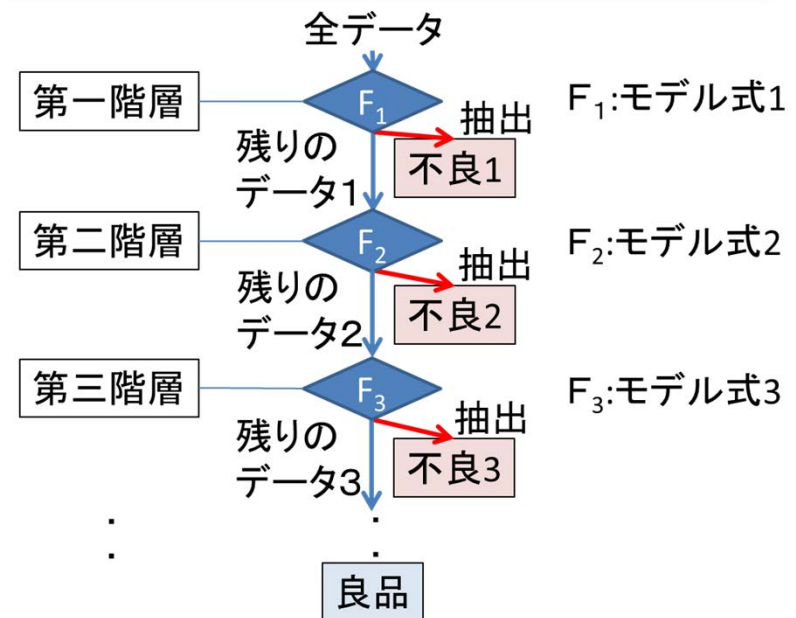 全データ
第一階層
F₁
F₁:モデル式1
抽出
不良1
残りの
データ1
第二階層
F₂
F₂:モデル式2
抽出
不良2
残りの
データ2
第三階層
F₃
F₃:モデル式3
抽出
不良3
残りの
データ3
良品